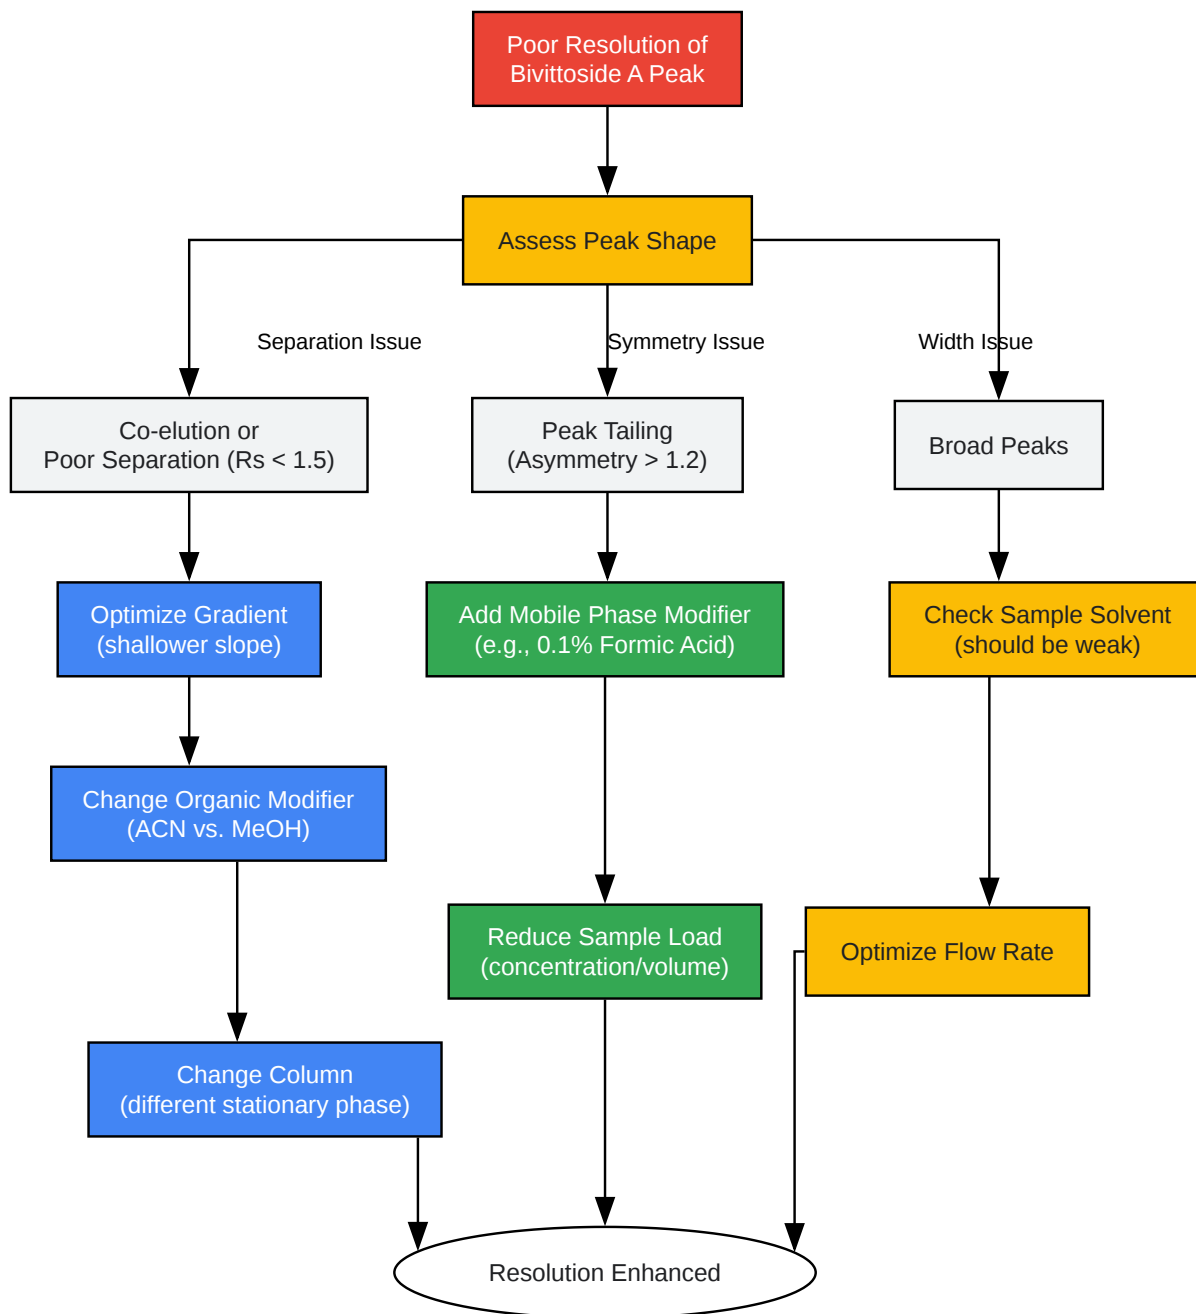 Poor Resolution of
Bivittoside A Peak
Assess Peak Shape
Separation Issue
Symmetry Issue
Width Issue
Co-elution or
Poor Separation (Rs < 1.5)
Peak Tailing
(Asymmetry > 1.2)
Broad Peaks
Optimize Gradient
(shallower slope)
Add Mobile Phase Modifier
(e.g., 0.1% Formic Acid)
Check Sample Solvent
(should be weak)
Change Organic Modifier
(ACN vs. MeOH)
Reduce Sample Load
(concentration/volume)
Optimize Flow Rate
Change Column
(different stationary phase)
Resolution Enhanced